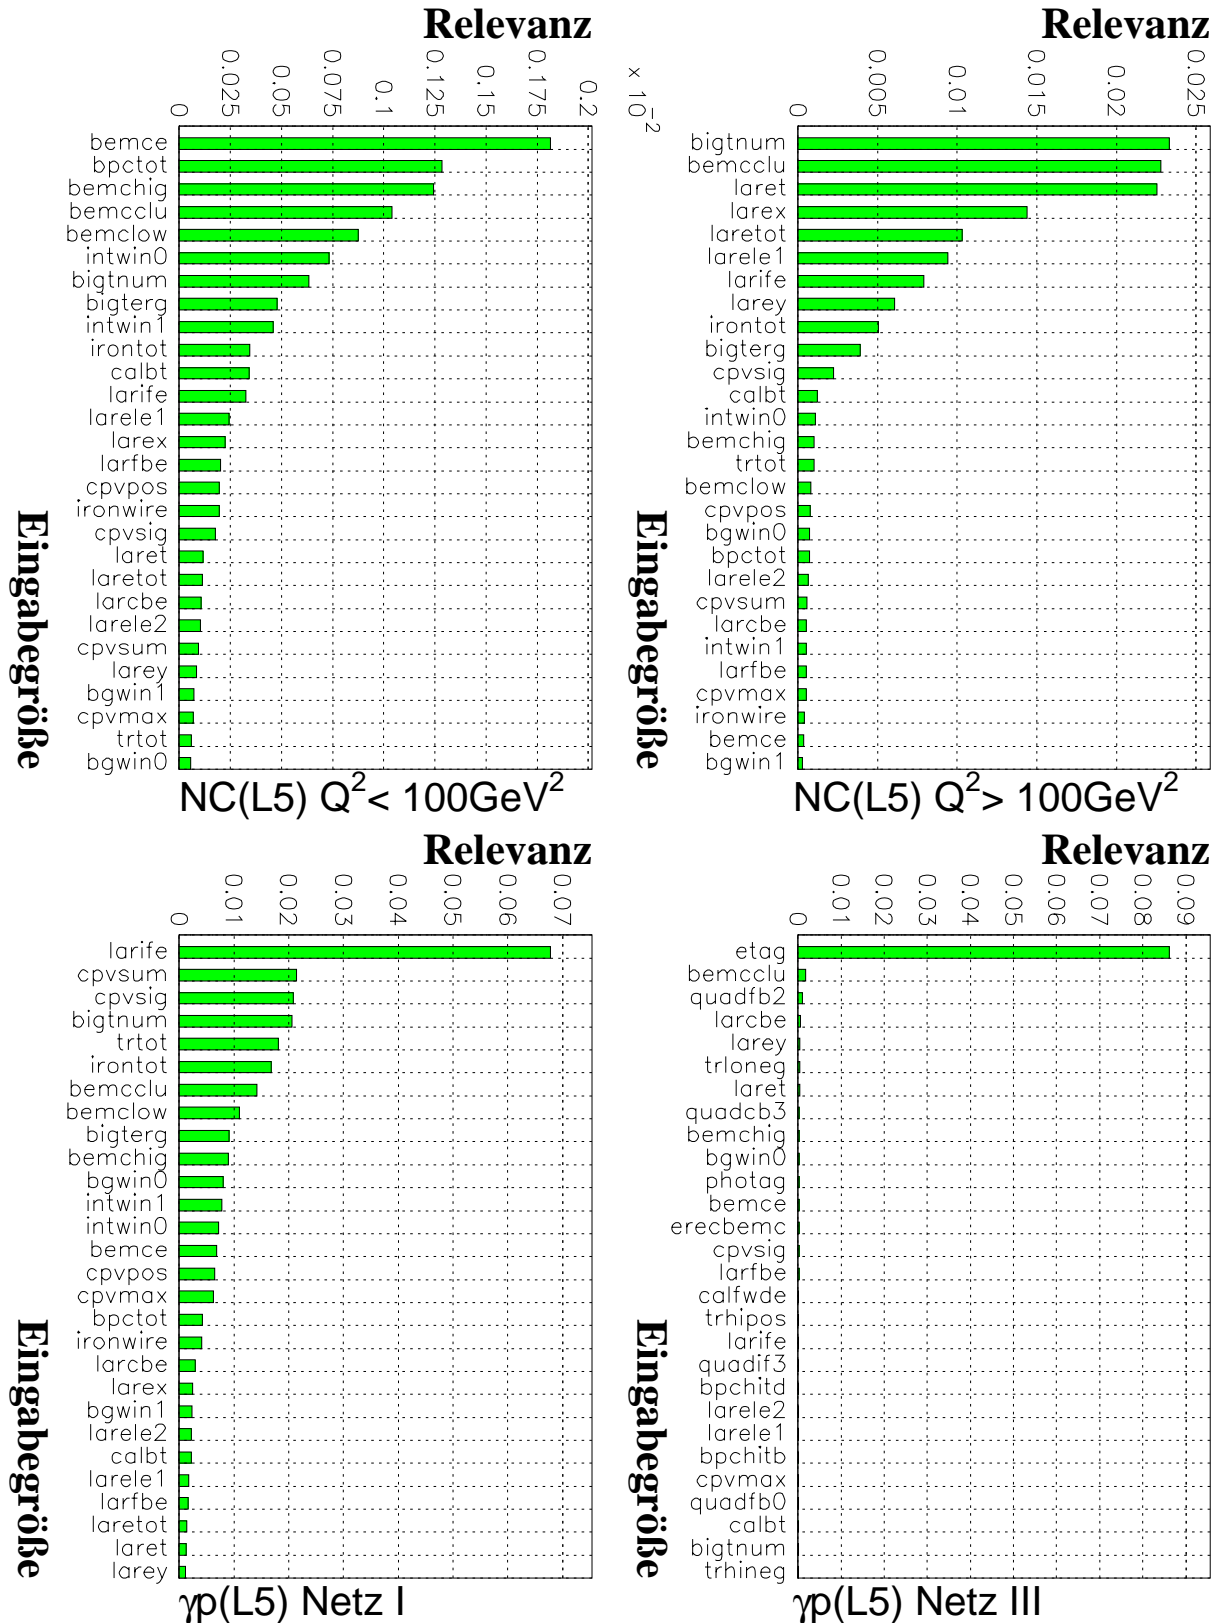 Relevanz
0 0.025 0.05 0.075 0.1 0.125 0.15 0.175 0.2
× 10⁻²
bemce
bpctot
bemchig
bemcclu
bemclow
intwin0
bigtnum
bigterg
intwin1
irontot
calbt
larife
larele1
larex
larfbe
cpvpos
ironwire
cpvsig
laret
laretot
larcbe
larele2
cpvsum
larey
bgwin1
cpvmax
trtot
bgwin0
Eingabegröße
NC(L5) Q²< 100GeV²
Relevanz
0 0.005 0.01 0.015 0.02 0.025
bigtnum
bemcclu
laret
larex
laretot
larele1
larife
larey
irontot
bigterg
cpvsig
calbt
intwin0
bemchig
trtot
bemclow
cpvpos
bgwin0
bpctot
larele2
cpvsum
larcbe
intwin1
larfbe
cpvmax
ironwire
bemce
bgwin1
Eingabegröße
NC(L5) Q²> 100GeV²
Relevanz
0 0.01 0.02 0.03 0.04 0.05 0.06 0.07
larife
cpvsum
cpvsig
bigtnum
trtot
irontot
bemcclu
bemclow
bigterg
bemchig
bgwin0
intwin1
intwin0
bemce
cpvpos
cpvmax
bpctot
ironwire
larcbe
larex
bgwin1
larele2
calbt
larele1
larfbe
laretot
laret
larey
Eingabegröße
γp(L5) Netz I
Relevanz
0 0.01 0.02 0.03 0.04 0.05 0.06 0.07 0.08 0.09
etag
bemcclu
quadfb2
larcbe
larey
trloneg
laret
quadcb3
bemchig
bgwin0
photag
bemce
erecbemc
cpvsig
larfbe
calfwde
trhipos
larife
quadif3
bpchitd
larele2
larele1
bpchitb
cpvmax
quadfb0
calbt
bigtnum
trhineg
Eingabegröße
γp(L5) Netz III